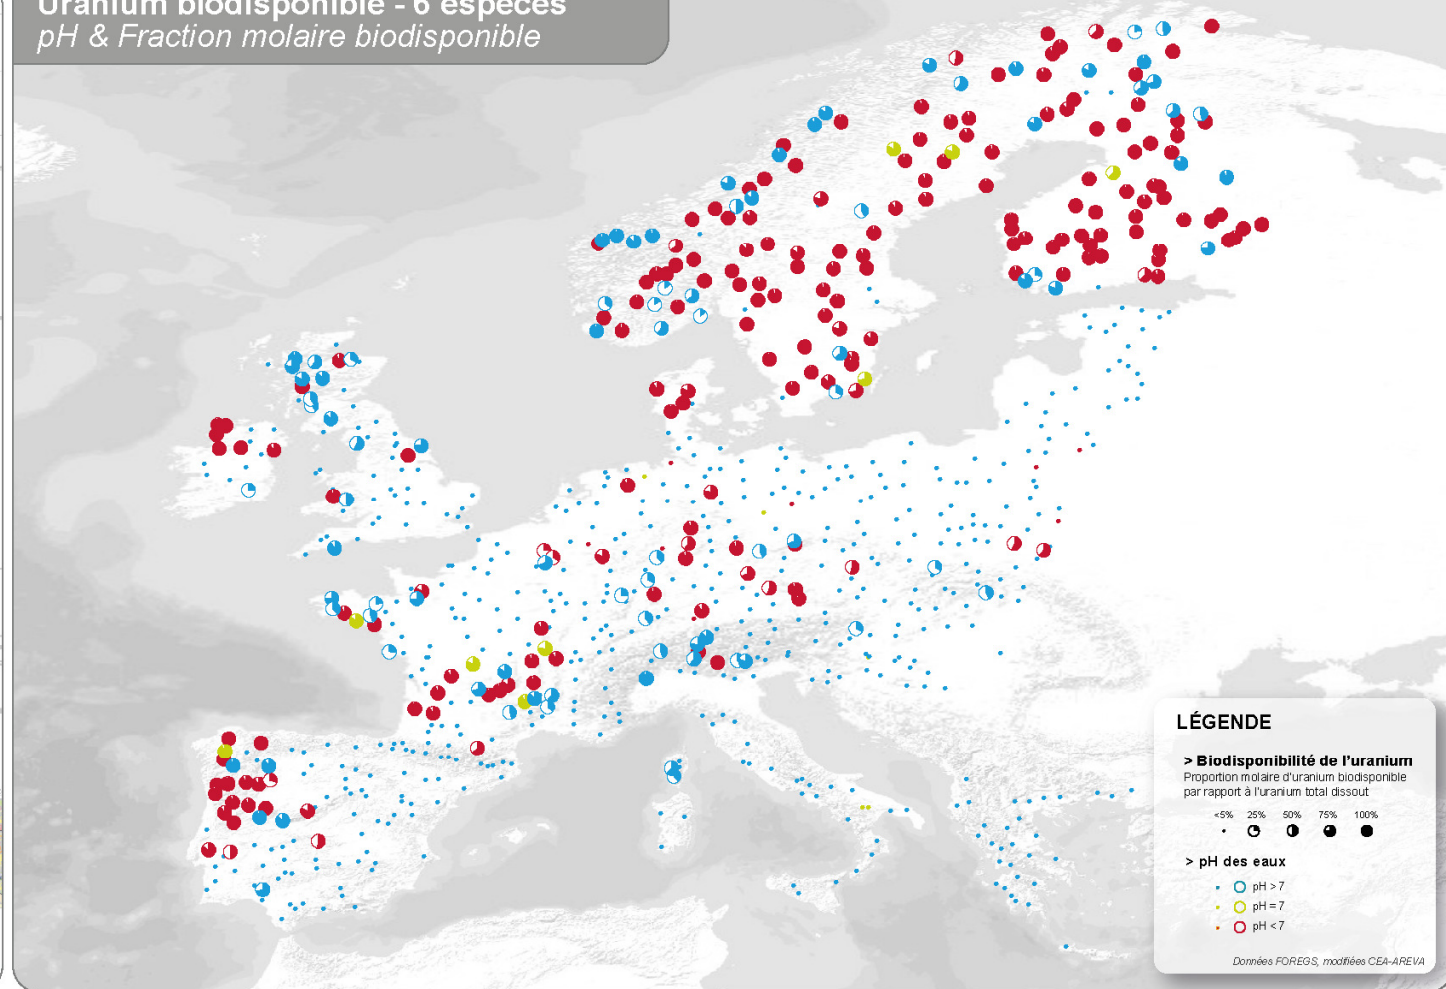 Uranium biodisponible - 6 espèces
pH & Fraction molaire biodisponible
LÉGENDE
> Biodisponibilité de l'uranium
Proportion molaire d'uranium biodisponible
par rapport à l'uranium total dissout
<5% 25% 50% 75% 100%
> pH des eaux
pH > 7
pH = 7
pH < 7
Données FOREGS, modifiées CEA-AREVA